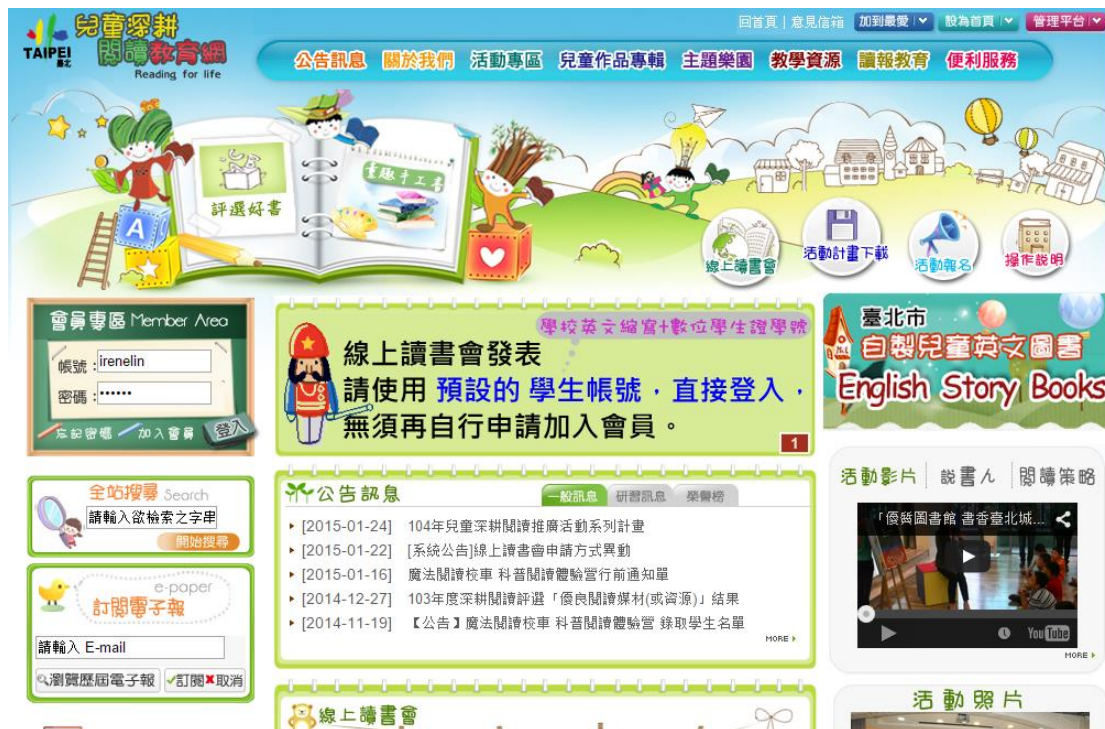 回首頁 | 意見信箱 加到最愛 設為首頁 管理平台
兒童深耕
閱讀教育網
TAIPEI
臺北
Reading for life
公告訊息 關於我們 活動專區 兒童作品專輯 主題樂園 教學資源 讀報教育 便利服務
評選好書
童趣手工書
線上讀書會
活動計畫下載
活動報名
操作說明
A
會員專區 Member Area
帳號: irenelin
密碼: ••••••
忘記密碼 加入會員 登入
學校英文縮寫+數位學生證學號
線上讀書會發表
請使用 預設的 學生帳號,直接登入,
無須再自行申請加入會員。
1
臺北市
自製兒童英文圖書
English Story Books
全站搜尋 Search
請輸入欲檢索之字串
開始搜尋
e-paper
訂閱電子報
請輸入 E-mail
瀏覽歷屆電子報 訂閱 取消
公告訊息 一般訊息 研習訊息 榮譽榜
[2015-01-24] 104年兒童深耕閱讀推廣活動系列計畫
[2015-01-22] [系統公告]線上讀書會申請方式異動
[2015-01-16] 魔法閱讀校車 科普閱讀體驗營行前通知單
[2014-12-27] 103年度深耕閱讀評選「優良閱讀媒材(或資源)」結果
[2014-11-19] 【公告】魔法閱讀校車 科普閱讀體驗營 錄取學生名單
MORE
線上讀書會
活動影片 說書人 閱讀策略
「優質圖書館 書香臺北城...
YouTube
MORE
活動照片